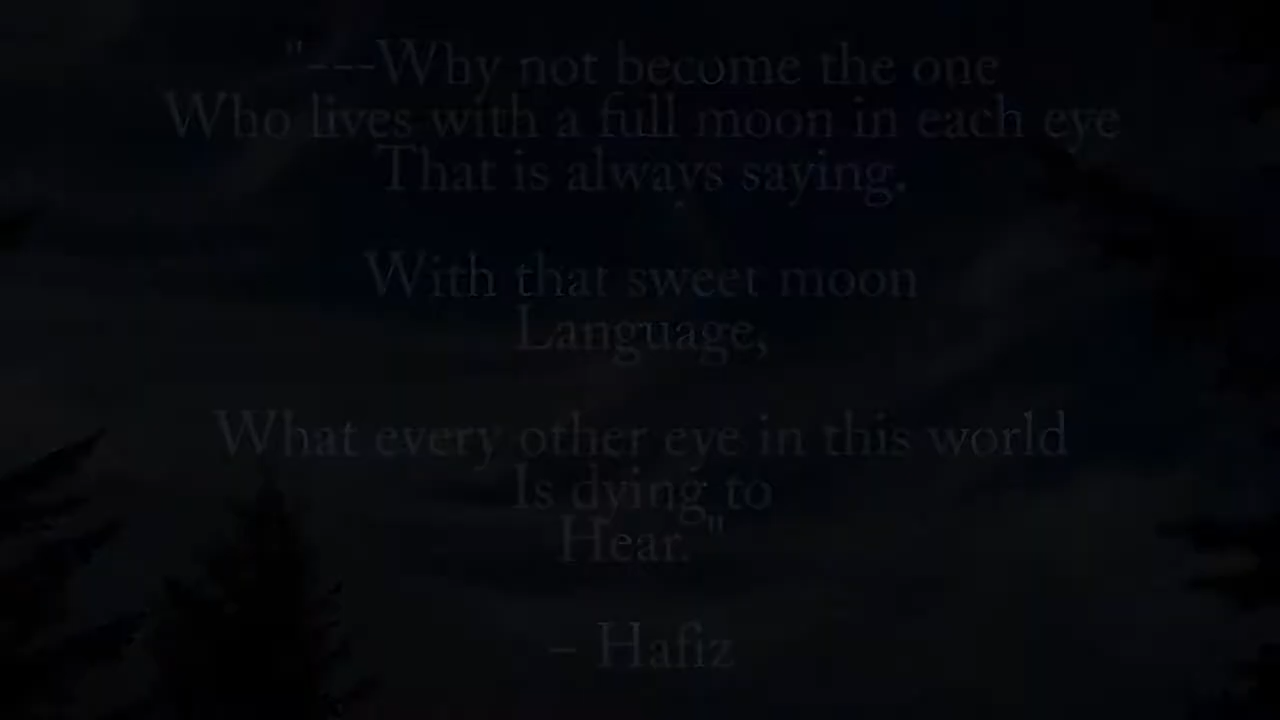 "---Why not become the one
Who lives with a full moon in each eye
That is always saying.
With that sweet moon
Language,
What every other eye in this world
Is dying to
Hear."
– Hafiz